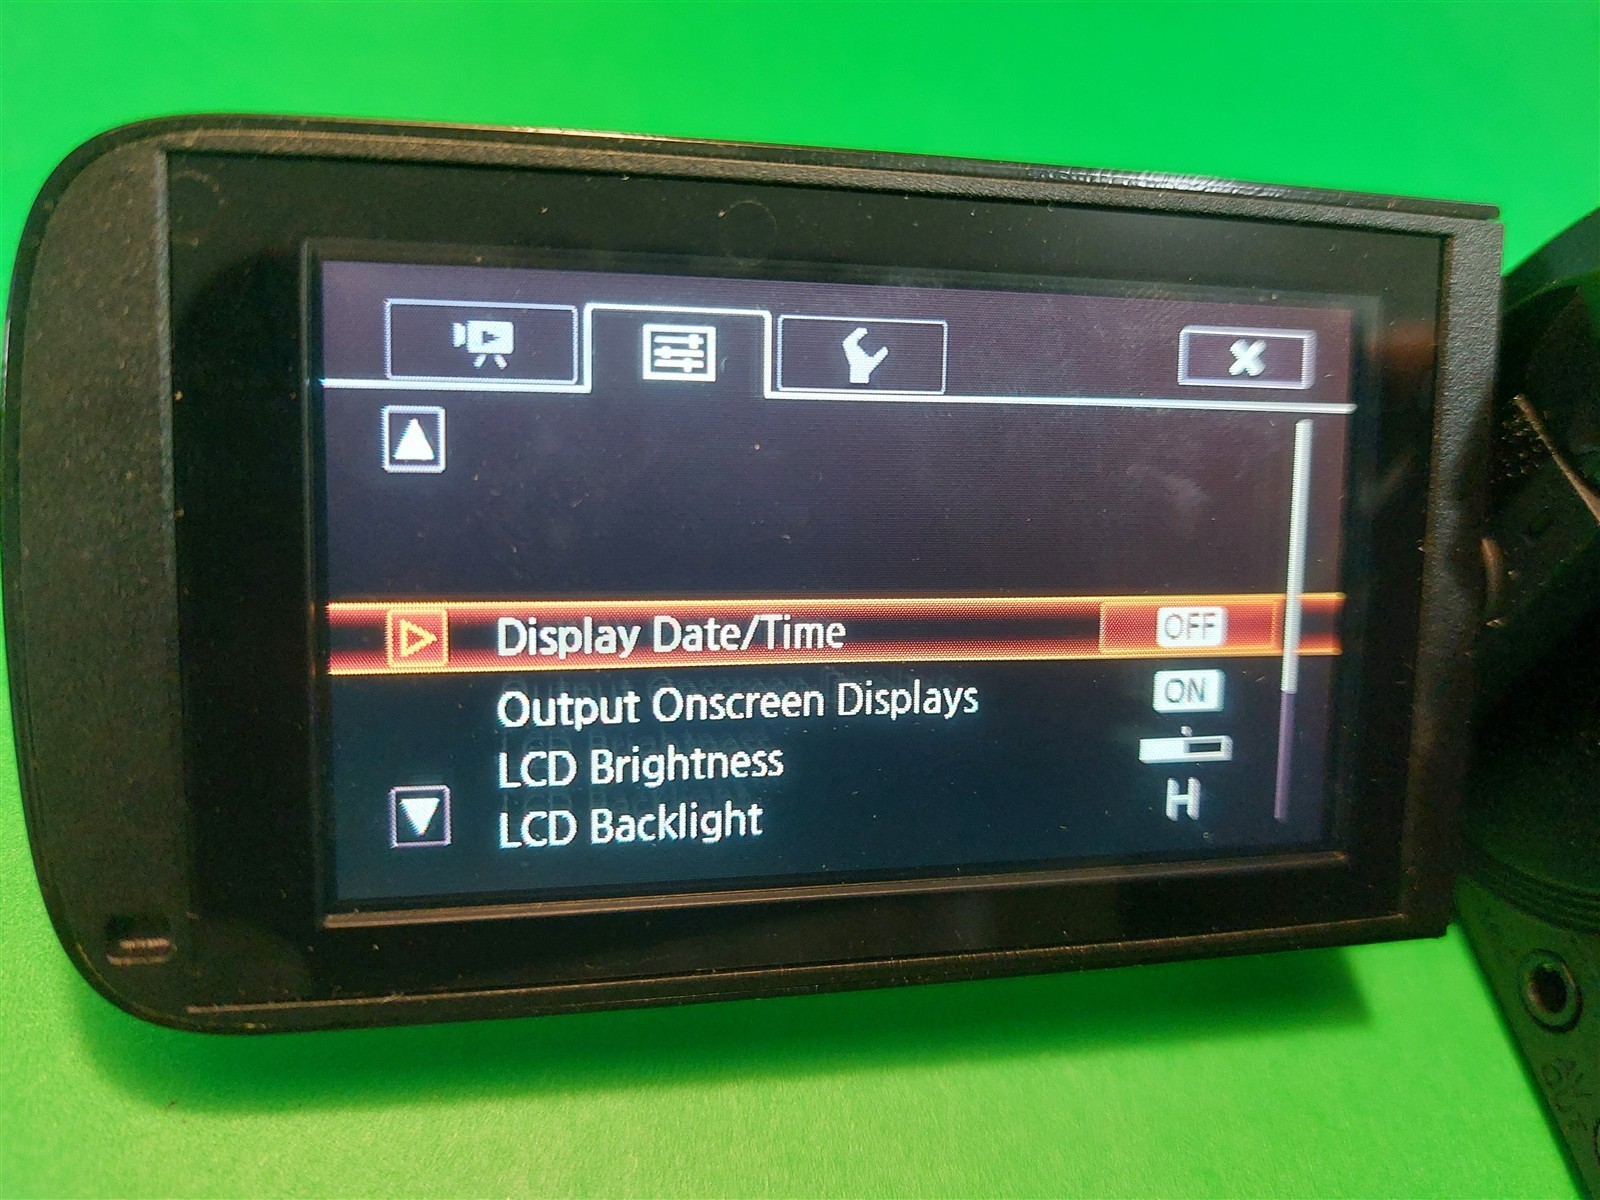 Display Date/Time OFF
Output Onscreen Displays ON
LCD Brightness
LCD Backlight H